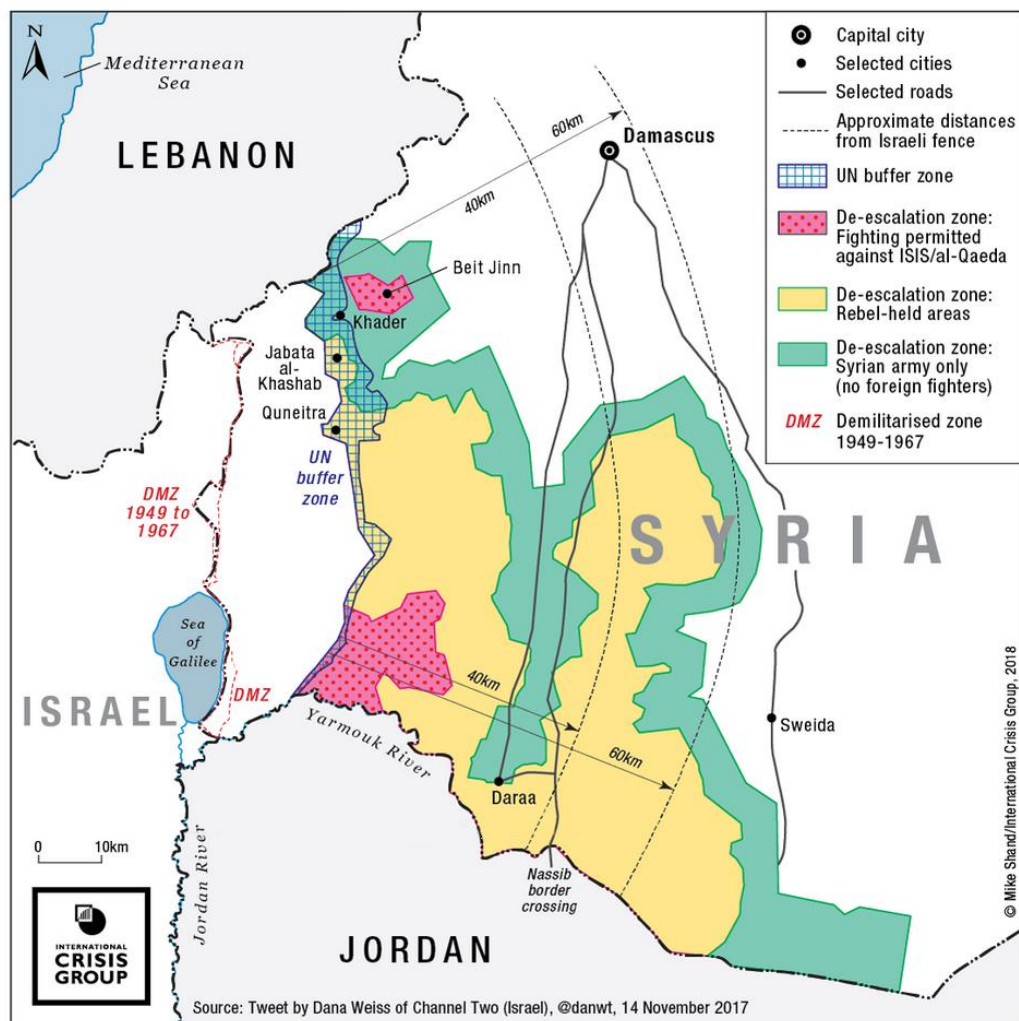 N
Mediterranean
Sea
LEBANON
60km
40km
Damascus
Beit Jinn
Khader
Jabata
al-
Khashab
Quneitra
UN
buffer
zone
DMZ
1949 to
1967
SYRIA
Sea
of
Galilee
ISRAEL
DMZ
Yarmouk River
40km
60km
Sweida
Daraa
Nassib
border
crossing
0 10km
Jordan River
JORDAN
INTERNATIONAL
CRISIS
GROUP
Source: Tweet by Dana Weiss of Channel Two (Israel), @danwt, 14 November 2017
Capital city
Selected cities
Selected roads
Approximate distances
from Israeli fence
UN buffer zone
De-escalation zone:
Fighting permitted
against ISIS/al-Qaeda
De-escalation zone:
Rebel-held areas
De-escalation zone:
Syrian army only
(no foreign fighters)
DMZ Demilitarised zone
1949-1967
© Mike Shand/International Crisis Group, 2018